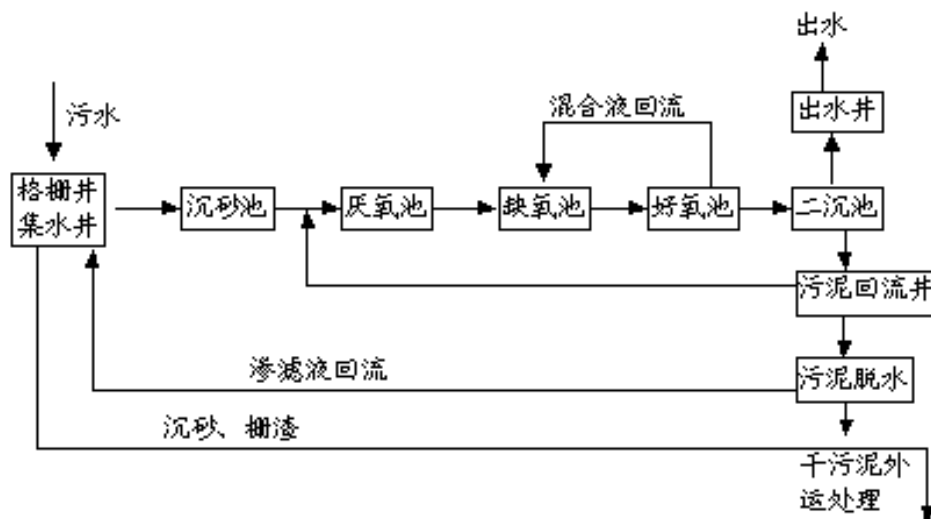 出水
污水
混合液回流
出水井
格栅井
集水井
沉砂池
厌氧池
缺氧池
好氧池
二沉池
污泥回流井
渗滤液回流
污泥脱水
沉砂、栅渣
干污泥外
运处理